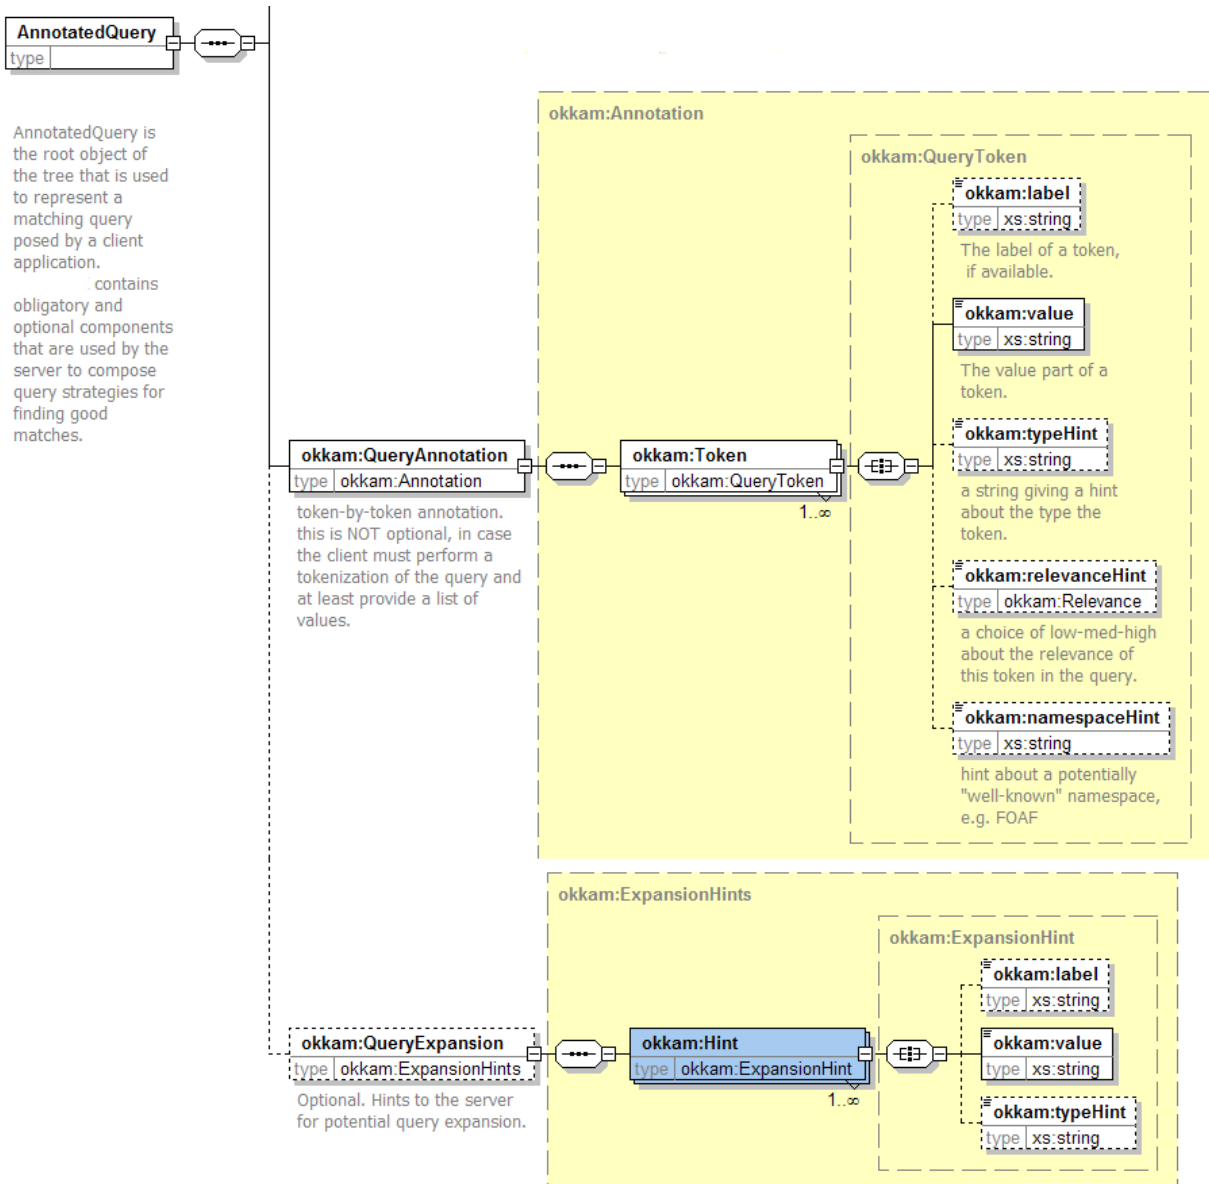 AnnotatedQuery
type
AnnotatedQuery is
the root object of
the tree that is used
to represent a
matching query
posed by a client
application.
contains
obligatory and
optional components
that are used by the
server to compose
query strategies for
finding good
matches.
okkam:Annotation
okkam:QueryToken
okkam:label
type xs:string
The label of a token,
if available.
okkam:value
type xs:string
The value part of a
token.
okkam:QueryAnnotation
type okkam:Annotation
token-by-token annotation.
this is NOT optional, in case
the client must perform a
tokenization of the query and
at least provide a list of
values.
okkam:Token
type okkam:QueryToken
1..∞
okkam:typeHint
type xs:string
a string giving a hint
about the type the
token.
okkam:relevanceHint
type okkam:Relevance
a choice of low-med-high
about the relevance of
this token in the query.
okkam:namespaceHint
type xs:string
hint about a potentially
"well-known" namespace,
e.g. FOAF
okkam:ExpansionHints
okkam:ExpansionHint
okkam:label
type xs:string
okkam:QueryExpansion
type okkam:ExpansionHints
Optional. Hints to the server
for potential query expansion.
okkam:Hint
type okkam:ExpansionHint
1..∞
okkam:value
type xs:string
okkam:typeHint
type xs:string